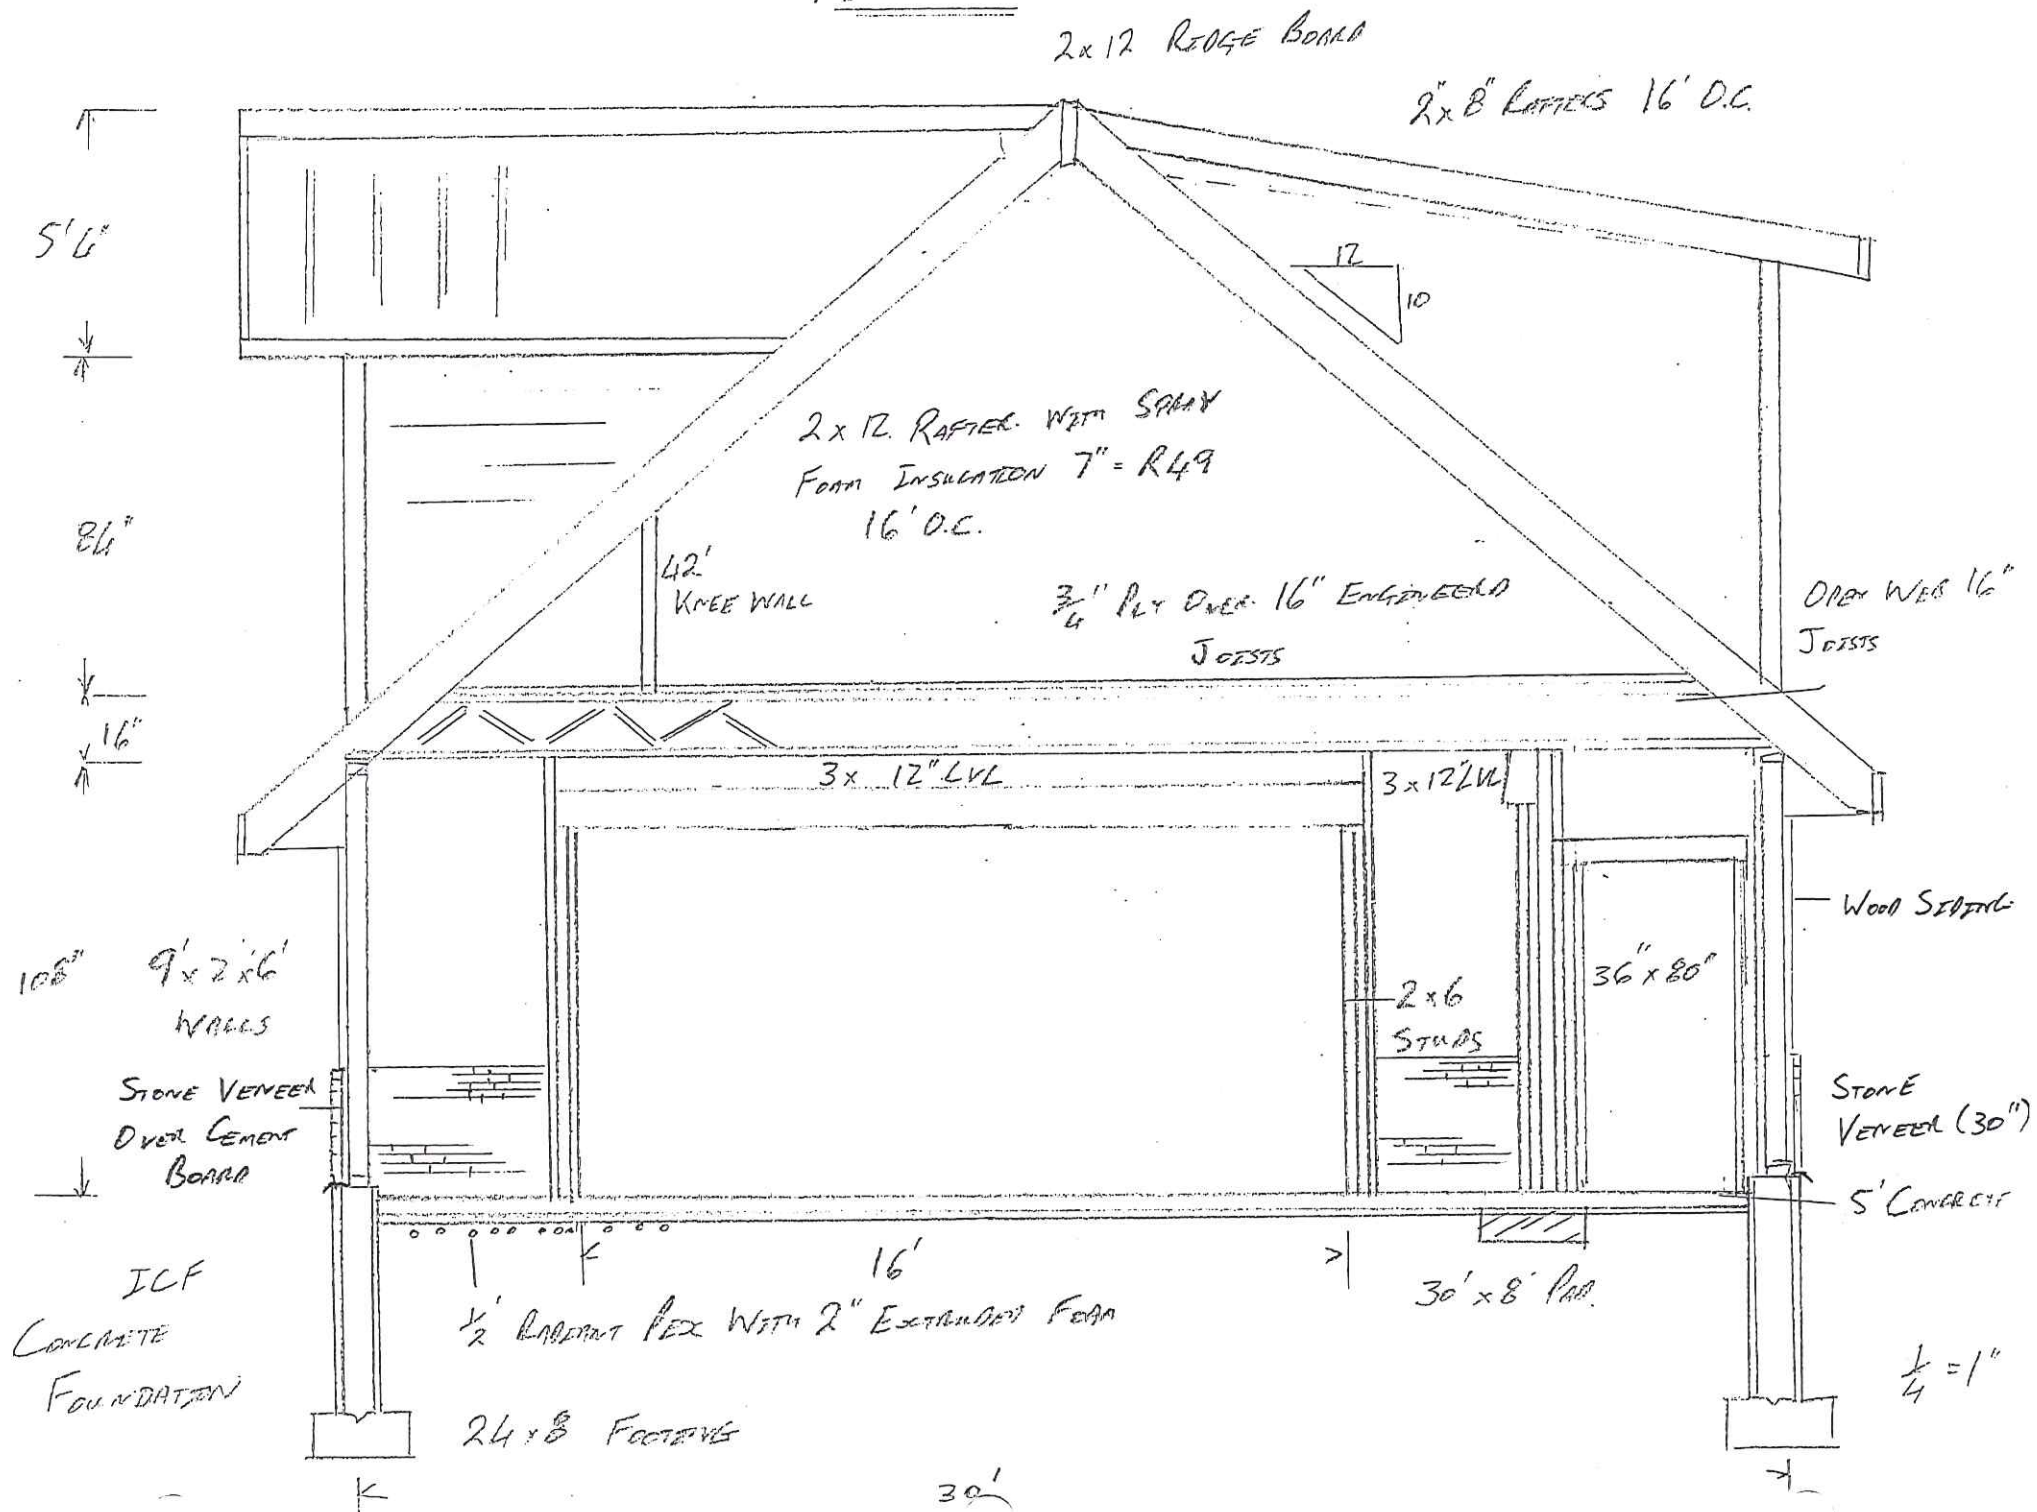 2x12 RIDGE BOARD
2"x8" RAFTERS 16' O.C.
5'4"
12
10
2x12. RAFTER. WITH SPRAY
FOAM INSULATION 7" = R49
16' O.C.
84"
42'
KNEE WALL
3/4" PLY OVER 16" ENGINEERD
JOISTS
OPEN WEB 16"
JOISTS
16"
3x 12" LVL
3x12"LVL
WOOD SIDING
108"
9'x2'x6'
WALLS
36"x80"
2x6
STUDS
STONE VENEER
OVER CEMENT
BOARD
STONE
VENEER (30")
5' CONCRETE
16'
30'x8' PAD.
ICF
CONCRETE
FOUNDATION
1/2' RADIANT PEX WITH 2" EXTRUDED FOAM
1/4 = 1"
24x8 FOOTING
30'